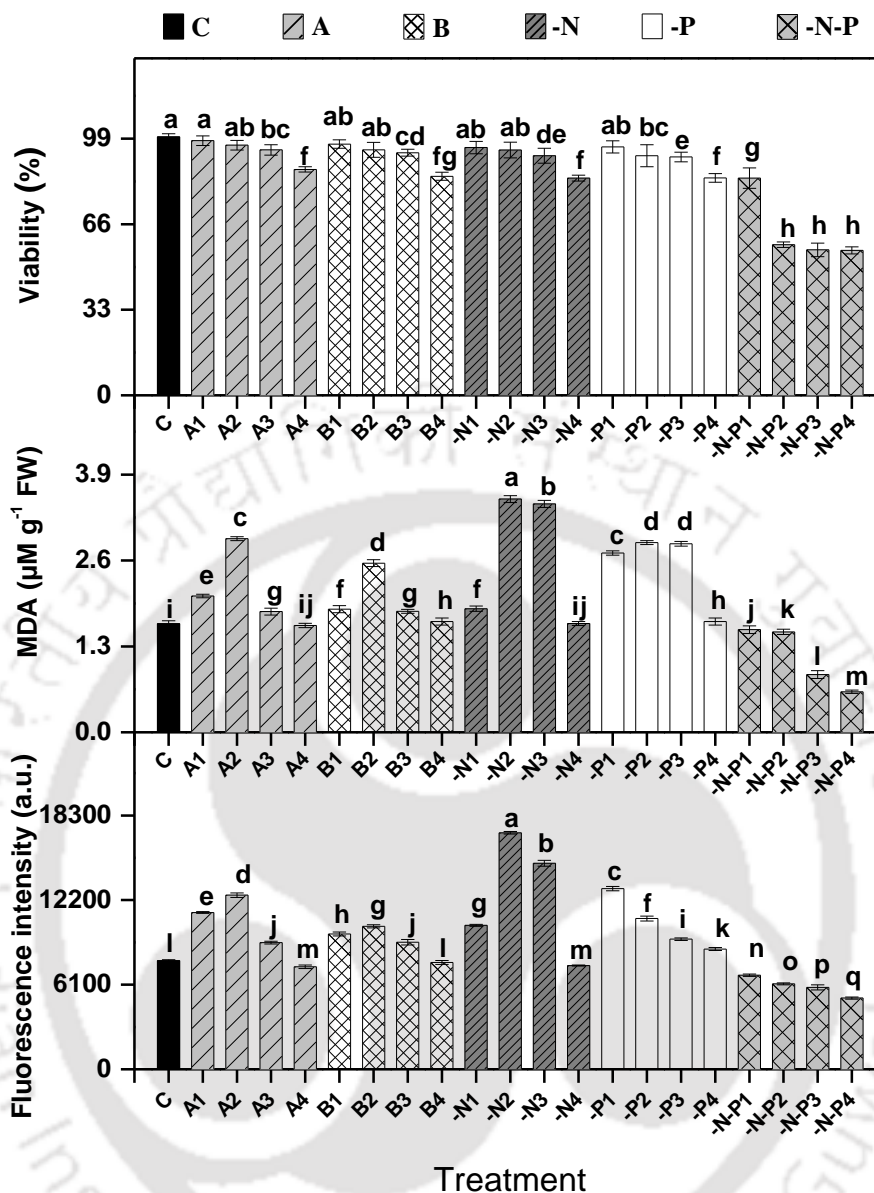 C A B -N -P -N-P
Viability (%)
99
66
33
0
a a ab bc f ab ab cd fg ab ab de f ab bc e f g h h h
C A1 A2 A3 A4 B1 B2 B3 B4 -N1 -N2 -N3 -N4 -P1 -P2 -P3 -P4 -N-P1 -N-P2 -N-P3 -N-P4
MDA (µM g⁻¹ FW)
3.9
2.6
1.3
0.0
i e c g ij f d g h f a b ij c d d h j k l m
C A1 A2 A3 A4 B1 B2 B3 B4 -N1 -N2 -N3 -N4 -P1 -P2 -P3 -P4 -N-P1 -N-P2 -N-P3 -N-P4
Fluorescence intensity (a.u.)
18300
12200
6100
0
l e d j m h g j l g a b m c f i k n o p q
C A1 A2 A3 A4 B1 B2 B3 B4 -N1 -N2 -N3 -N4 -P1 -P2 -P3 -P4 -N-P1 -N-P2 -N-P3 -N-P4
Treatment